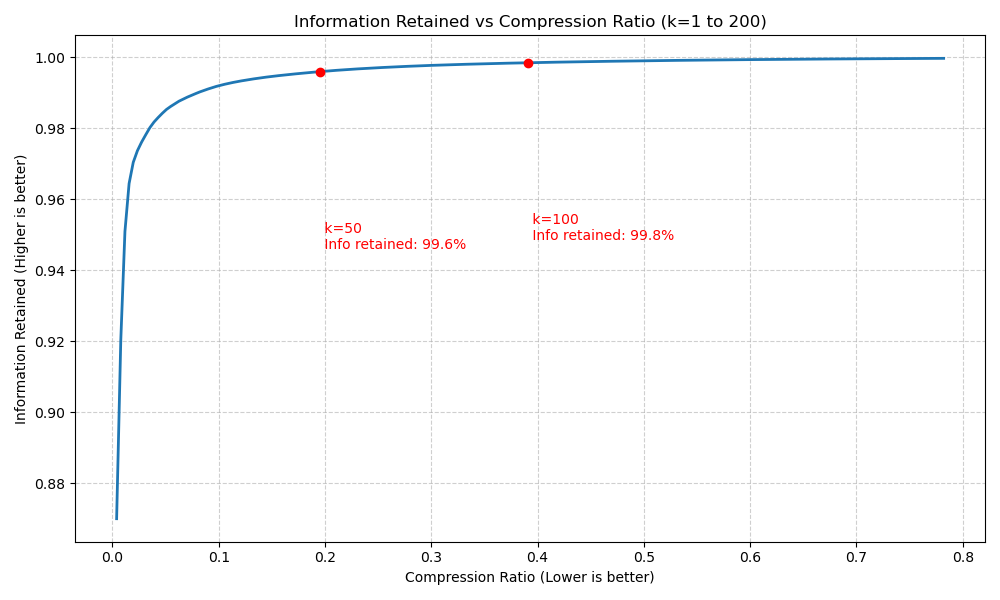 Information Retained vs Compression Ratio (k=1 to 200)
Information Retained (Higher is better)
1.00
0.98
0.96
0.94
0.92
0.90
0.88
k=50
Info retained: 99.6%
k=100
Info retained: 99.8%
0.0 0.1 0.2 0.3 0.4 0.5 0.6 0.7 0.8
Compression Ratio (Lower is better)